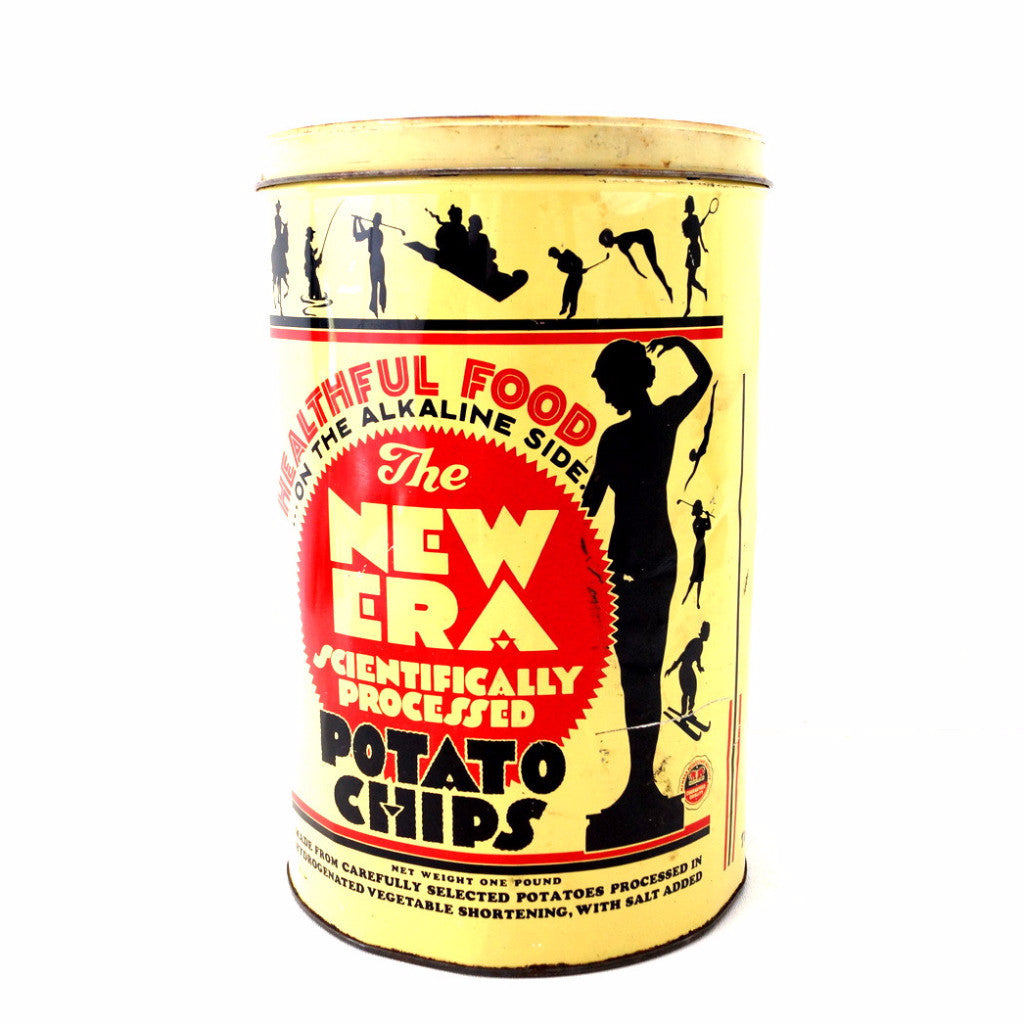 HEALTHFUL FOOD
...ON THE ALKALINE SIDE.
The
NEW
ERA
SCIENTIFICALLY
PROCESSED
POTATO
CHIPS
NET WEIGHT ONE POUND
MADE FROM CAREFULLY SELECTED POTATOES PROCESSED IN
HYDROGENATED VEGETABLE SHORTENING, WITH SALT ADDED